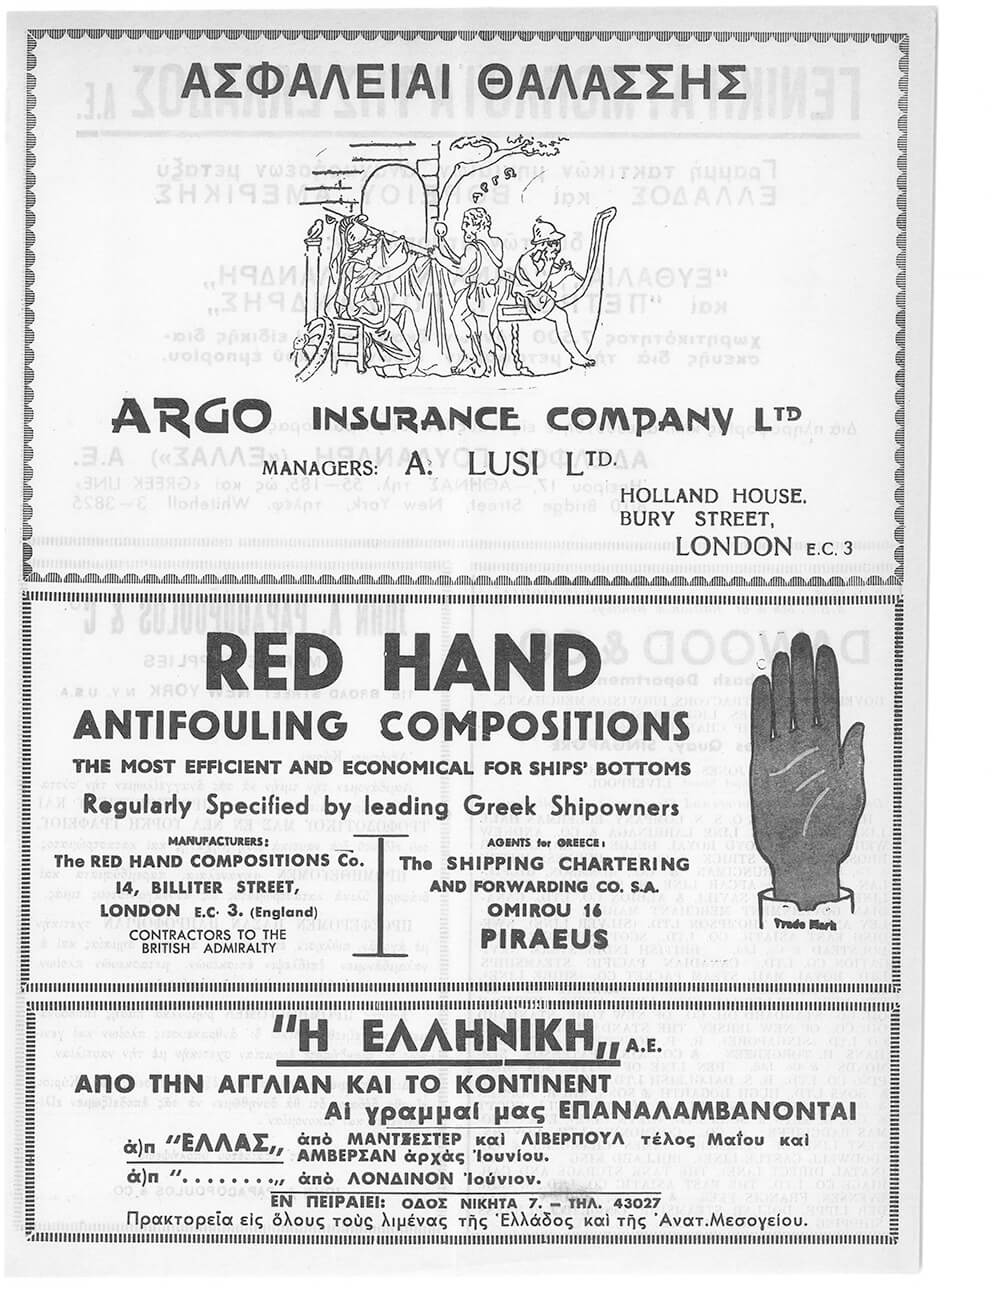 ΑΣΦΑΛΕΙΑΙ ΘΑΛΑΣΣΗΣ
ARGO INSURANCE COMPANY LTD
MANAGERS: A. LUSI LTD.
HOLLAND HOUSE.
BURY STREET,
LONDON E.C. 3
RED HAND
ANTIFOULING COMPOSITIONS
THE MOST EFFICIENT AND ECONOMICAL FOR SHIPS' BOTTOMS
Regularly Specified by leading Greek Shipowners
MANUFACTURERS:
The RED HAND COMPOSITIONS Co.
14, BILLITER STREET,
LONDON E.C. 3. (England)
CONTRACTOR TO THE
BRITISH ADMIRALTY
AGENTS for GREECE:
The SHIPPING CHARTERING
AND FORWARDING CO. S.A.
OMIROU 16
PIRAEUS
Trade Mark
"Η ΕΛΛΗΝΙΚΗ„ Α.Ε.
ΑΠΟ ΤΗΝ ΑΓΓΛΙΑΝ ΚΑΙ ΤΟ ΚΟΝΤΙΝΕΝΤ
Αἱ γραμμαί μας ΕΠΑΝΑΛΑΜΒΑΝΟΝΤΑΙ
ἀ)π "ΕΛΛΑΣ„ ἀπὸ ΜΑΝΤΣΕΣΤΕΡ καὶ ΛΙΒΕΡΠΟΥΛ τέλος Μαΐου καὶ
ΑΜΒΕΡΣΑΝ ἀρχὰς Ἰουνίου.
ἀ)π "........„ ἀπὸ ΛΟΝΔΙΝΟΝ Ἰούνιον.
ΕΝ ΠΕΙΡΑΙΕΙ: ΟΔΟΣ ΝΙΚΗΤΑ 7.—ΤΗΛ. 43027
Πρακτορεῖα εἰς ὅλους τοὺς λιμένας τῆς Ἑλλάδος καὶ τῆς Ἀνατ.Μεσογείου.